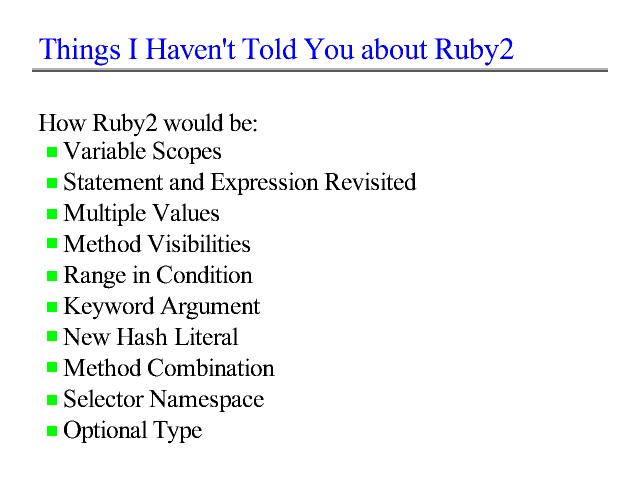 Things I Haven't Told You about Ruby2
How Ruby2 would be:
Variable Scopes
Statement and Expression Revisited
Multiple Values
Method Visibilities
Range in Condition
Keyword Argument
New Hash Literal
Method Combination
Selector Namespace
Optional Type